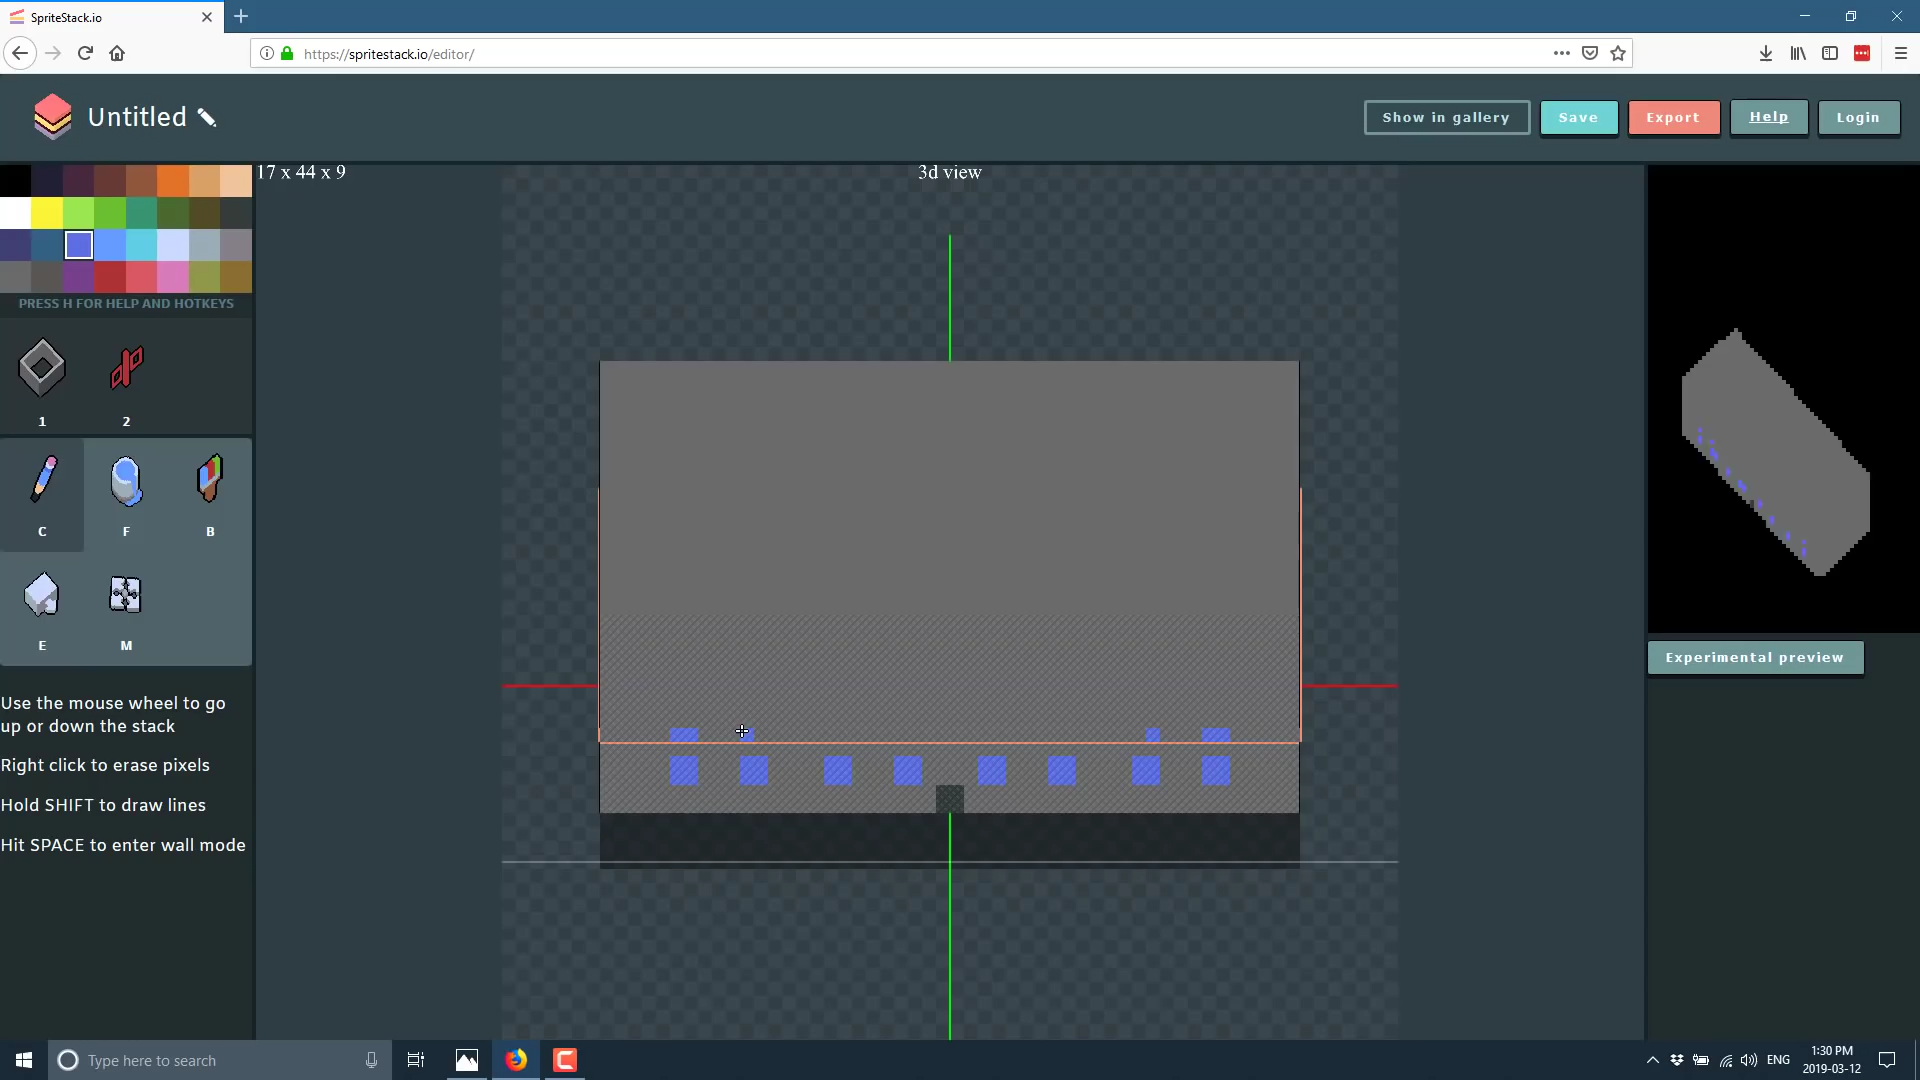 SpriteStack.io
https://spritestack.io/editor/
Untitled
Show in gallery
Save
Export
Help
Login
17 x 44 x 9
3d view
PRESS H FOR HELP AND HOTKEYS
1
2
C
F
B
E
M
Use the mouse wheel to go
up or down the stack
Right click to erase pixels
Hold SHIFT to draw lines
Hit SPACE to enter wall mode
Experimental preview
Type here to search
ENG
1:30 PM
2019-03-12